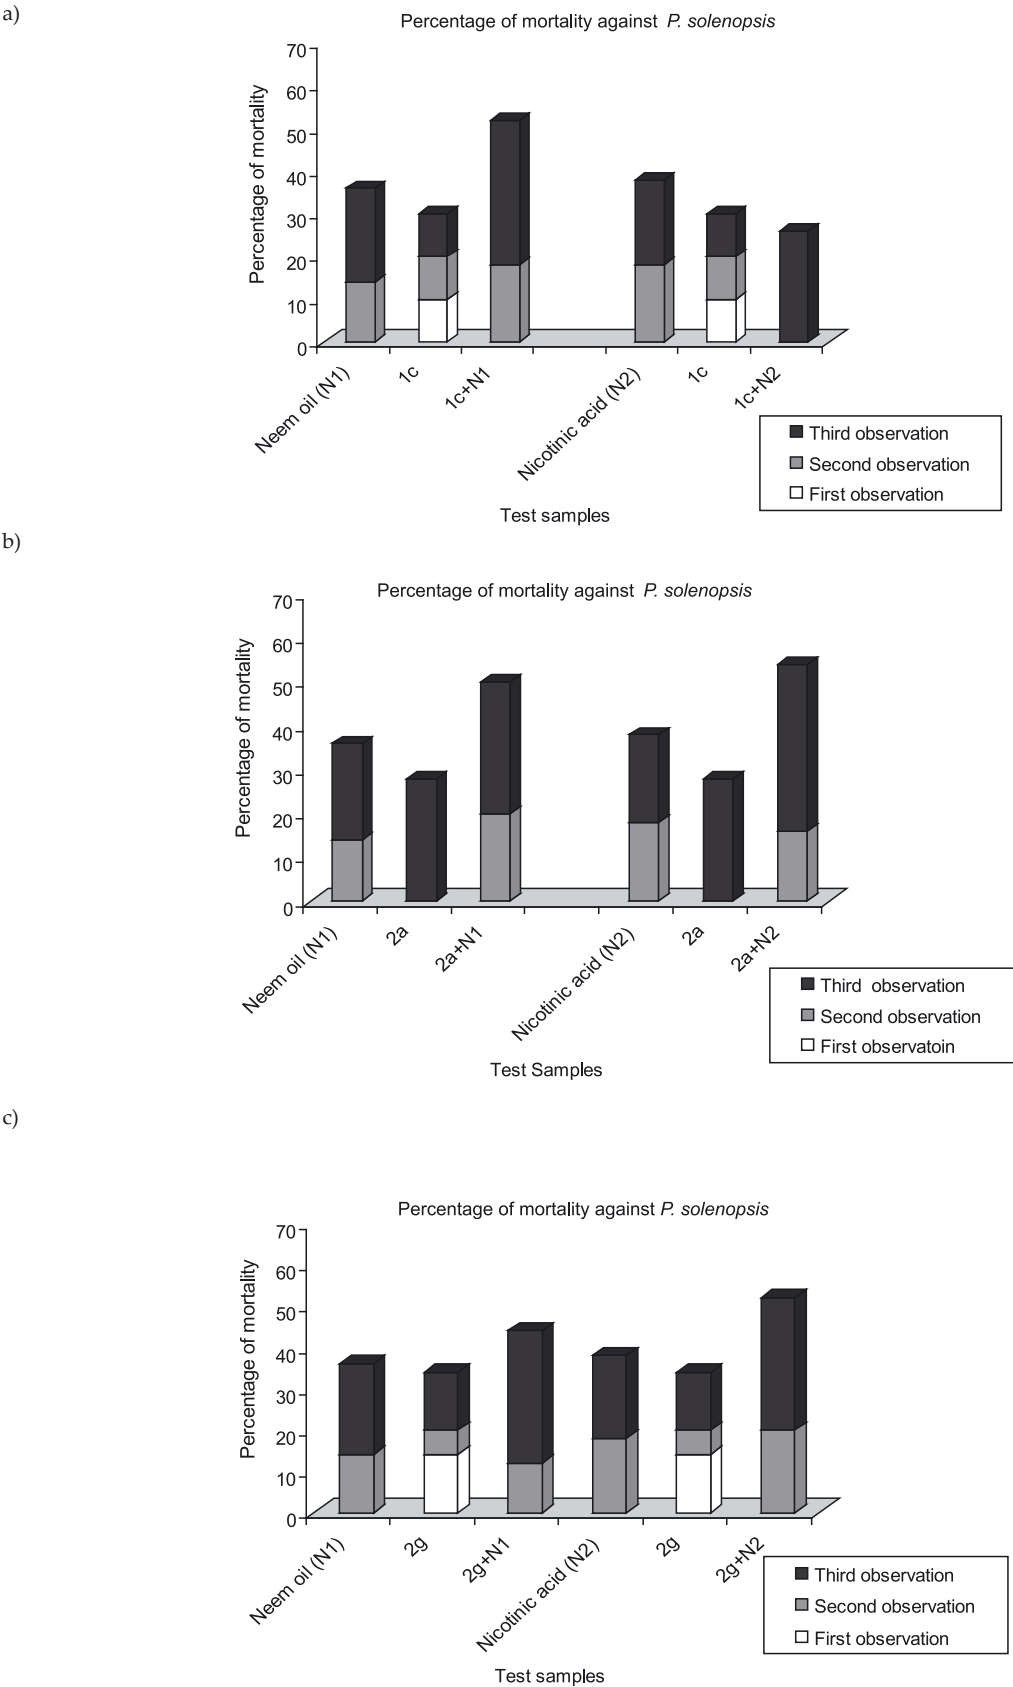 a)
Percentage of mortality against P. solenopsis
Percentage of mortality
70
60
50
40
30
20
10
0
Neem oil (N1)
1c
1c+N1
Nicotinic acid (N2)
1c
1c+N2
Third observation
Second observation
First observation
Test samples
b)
Percentage of mortality against P. solenopsis
Percentage of mortality
70
60
50
40
30
20
10
0
Neem oil (N1)
2a
2a+N1
Nicotinic acid (N2)
2a
2a+N2
Third observation
Second observation
First observatoin
Test Samples
c)
Percentage of mortality against P. solenopsis
Percentage of mortality
70
60
50
40
30
20
10
0
Neem oil (N1)
2g
2g+N1
Nicotinic acid (N2)
2g
2g+N2
Third observation
Second observation
First observation
Test samples